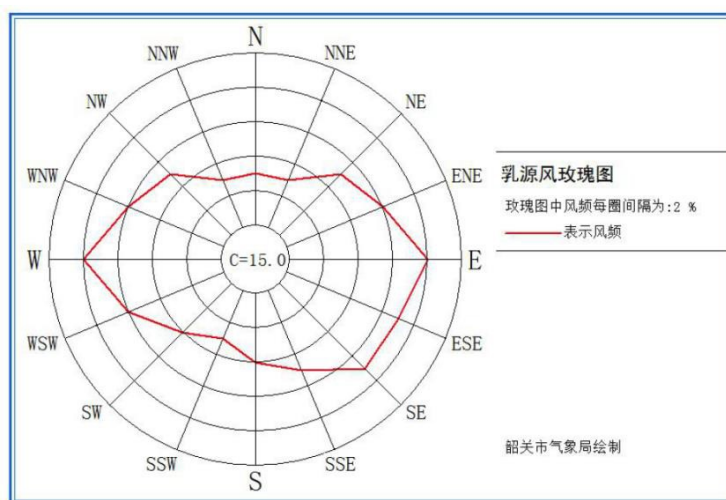 N
NNW
NNE
NW
NE
WNW
ENE
乳源风玫瑰图
玫瑰图中风频每圈间隔为:2 %
表示风频
W
C=15.0
E
WSW
ESE
SW
SE
SSW
SSE
S
韶关市气象局绘制